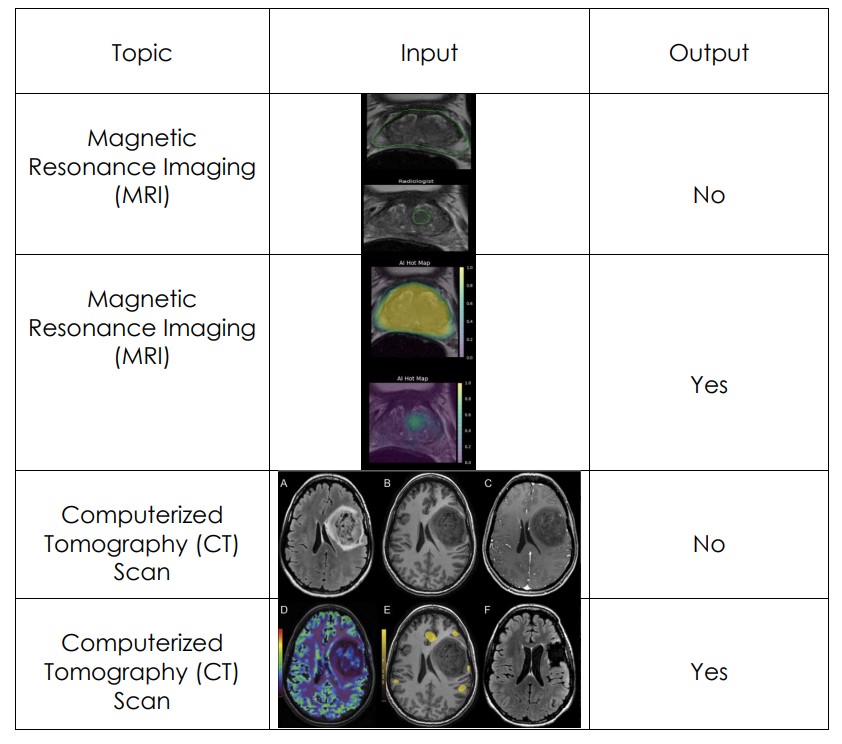 Topic
Input
Output
Magnetic
Resonance Imaging
(MRI)
Radiologist
No
Magnetic
Resonance Imaging
(MRI)
AI Hot Map
1.0
0.8
0.6
0.4
0.2
0.0
AI Hot Map
1.0
0.8
0.6
0.4
0.2
0.0
Yes
Computerized
Tomography (CT)
Scan
A
B
C
No
Computerized
Tomography (CT)
Scan
D
E
F
Yes